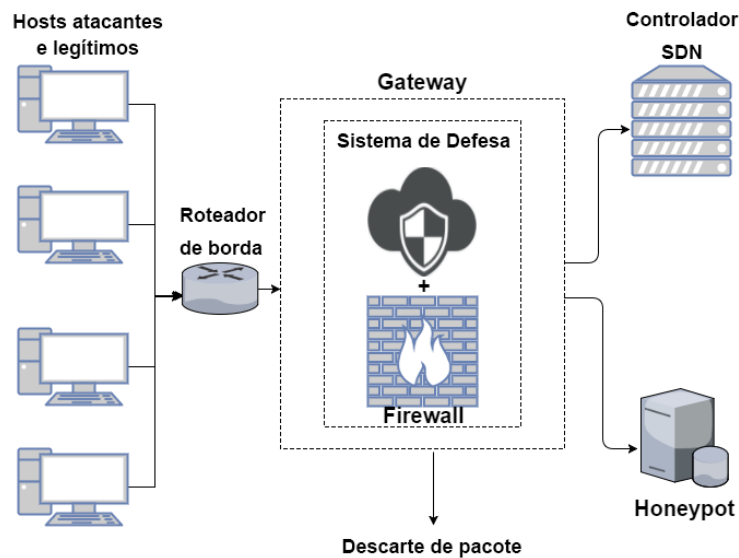 Hosts atacantes
e legítimos
Controlador
SDN
Gateway
Sistema de Defesa
Roteador
de borda
+
Firewall
Honeypot
Descarte de pacote